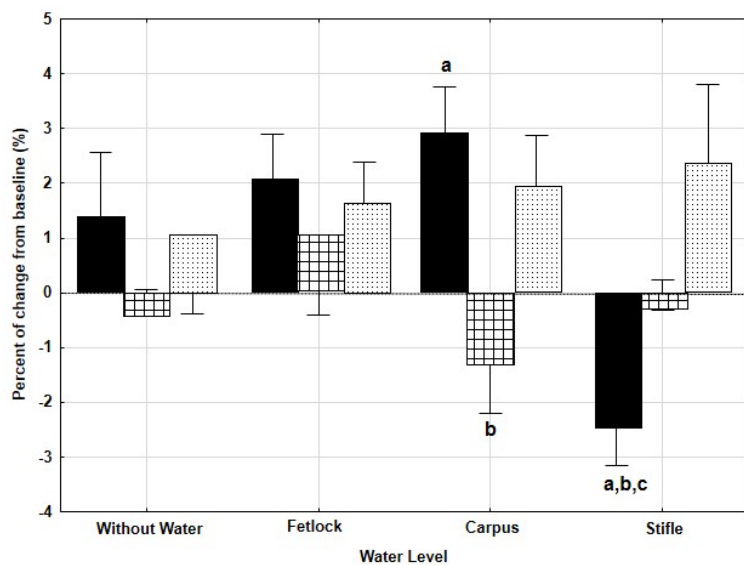 5
4
3
2
1
0
-1
-2
-3
-4
Percent of change from baseline (%)
a
b
a,b,c
Without Water
Fetlock
Carpus
Stifle
Water Level